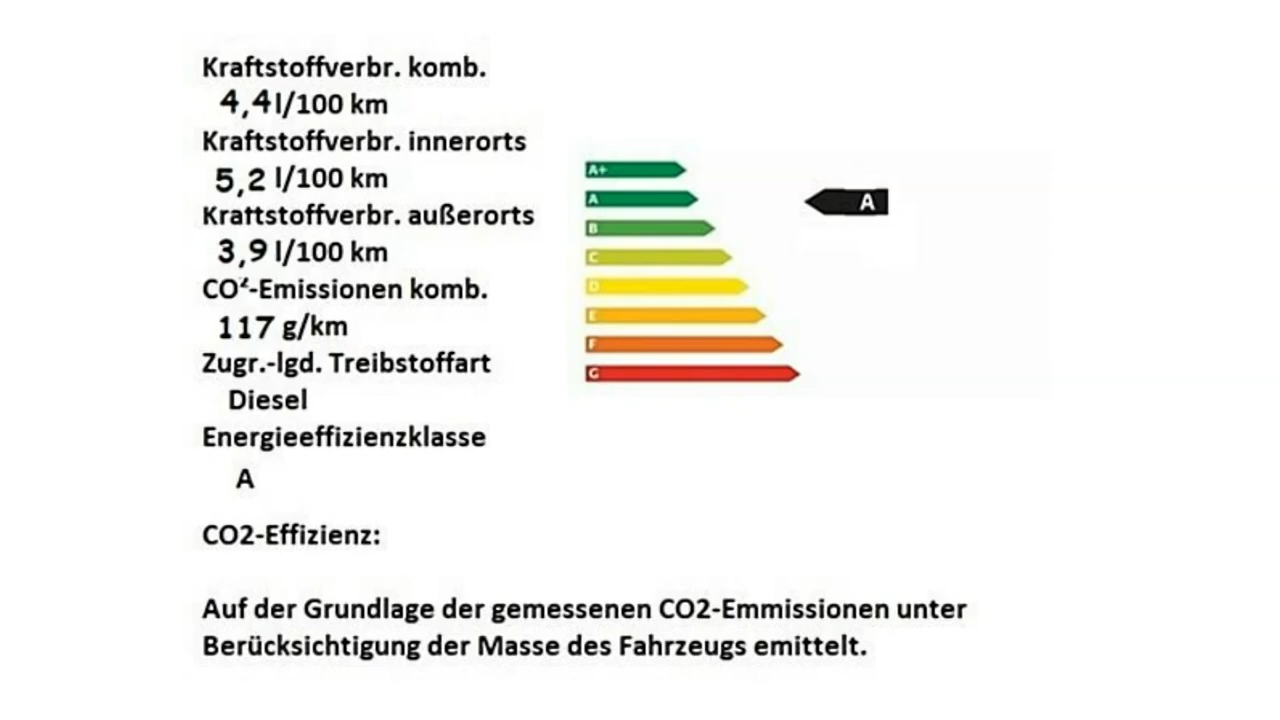 Kraftstoffverbr. komb.
4,4 l/100 km
Kraftstoffverbr. innerorts
5,2 l/100 km
Kraftstoffverbr. außerorts
3,9 l/100 km
CO²-Emissionen komb.
117 g/km
Zugr.-lgd. Treibstoffart
Diesel
Energieeffizienzklasse
A
CO2-Effizienz:
Auf der Grundlage der gemessenen CO2-Emmissionen unter
Berücksichtigung der Masse des Fahrzeugs emittelt.
A+
A
B
C
D
E
F
G
A